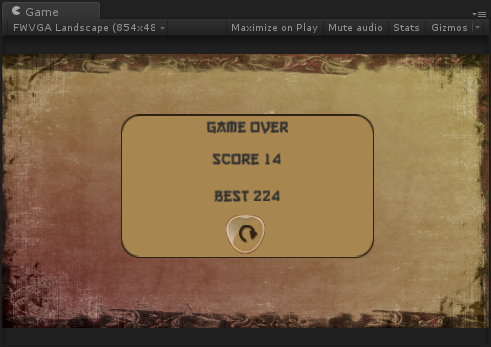 Game
FWVGA Landscape (854x48
Maximize on Play
Mute audio
Stats
Gizmos
GAME OVER
SCORE 14
BEST 224